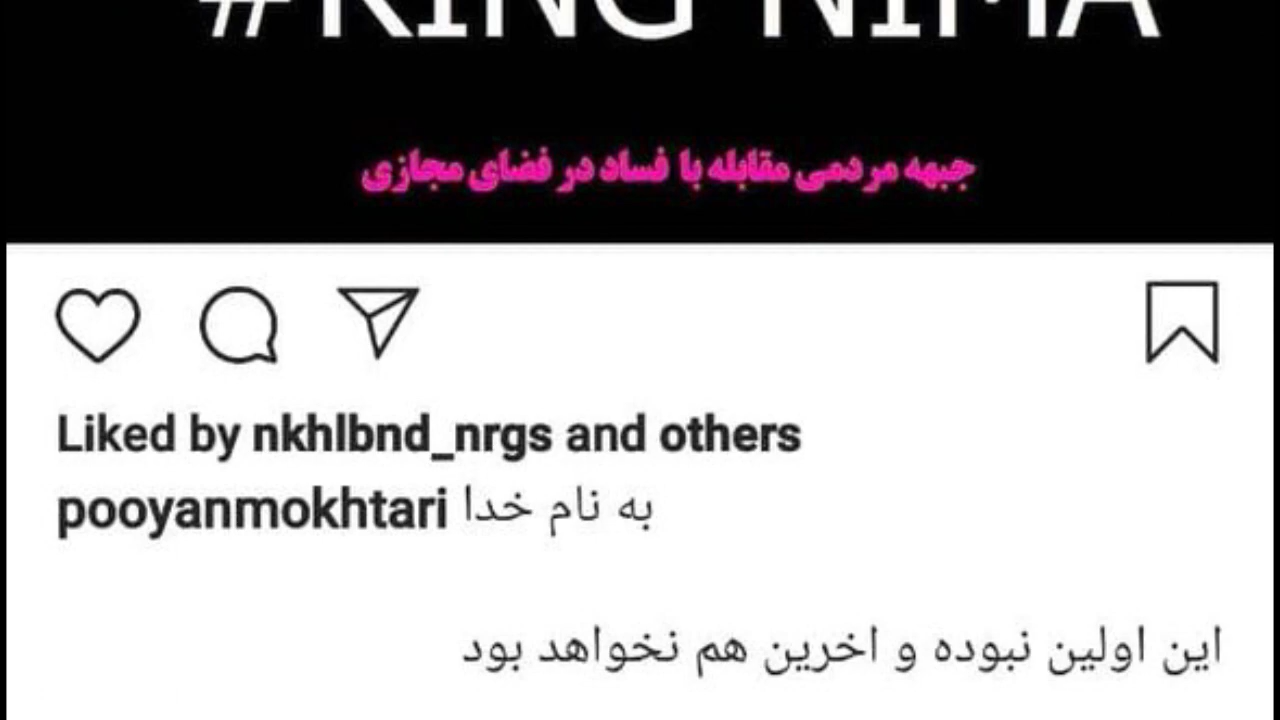 #KING NIMA
جبهه مردمی مقابله با فساد در فضای مجازی
Liked by nkhlbnd_nrgs and others
pooyanmokhtari به نام خدا
این اولین نبوده و اخرین هم نخواهد بود